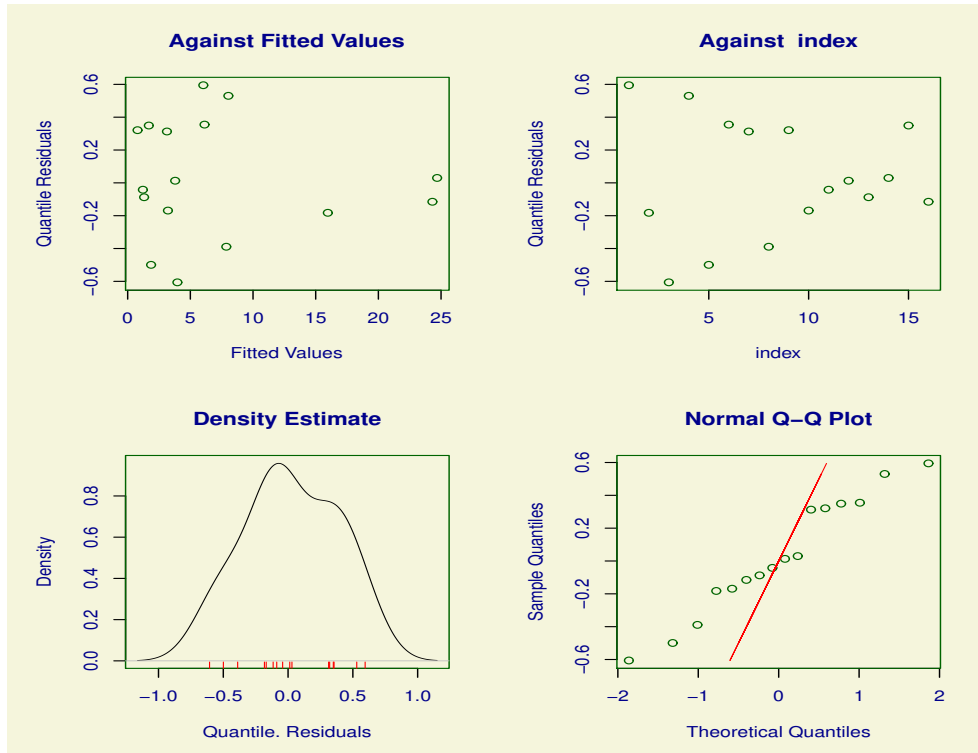 Against Fitted Values
Quantile Residuals
0.6
0.2
−0.2
−0.6
0 5 10 15 20 25
Fitted Values
Against index
Quantile Residuals
0.6
0.2
−0.2
−0.6
5 10 15
index
Density Estimate
Density
0.8
0.6
0.4
0.2
0.0
−1.0 −0.5 0.0 0.5 1.0
Quantile. Residuals
Normal Q−Q Plot
Sample Quantiles
0.6
0.2
−0.2
−0.6
−2 −1 0 1 2
Theoretical Quantiles